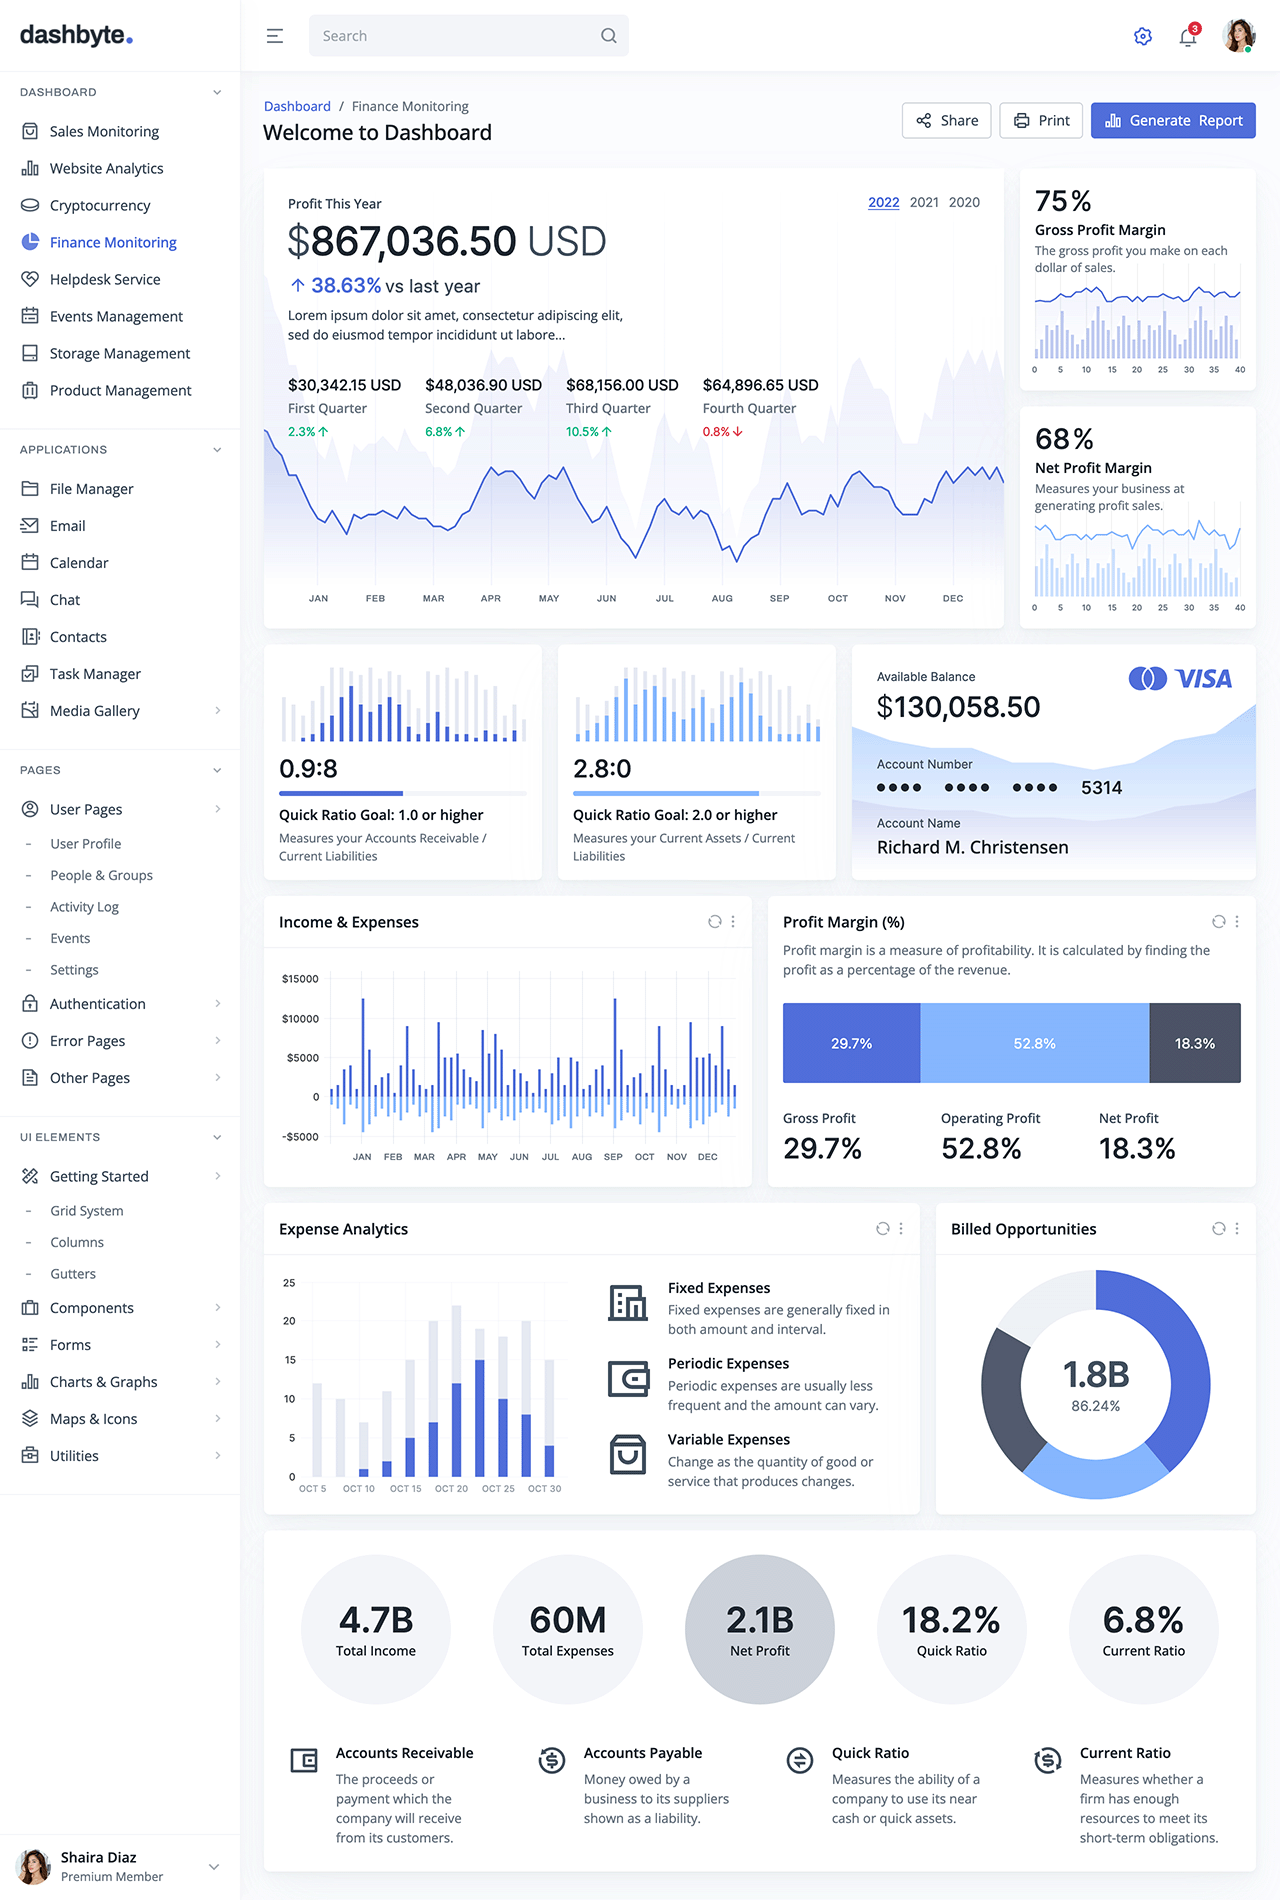 dashbyte.
Search
3
DASHBOARD
Sales Monitoring
Website Analytics
Cryptocurrency
Finance Monitoring
Helpdesk Service
Events Management
Storage Management
Product Management
APPLICATIONS
File Manager
Email
Calendar
Chat
Contacts
Task Manager
Media Gallery
PAGES
User Pages
- User Profile
- People & Groups
- Activity Log
- Events
- Settings
Authentication
Error Pages
Other Pages
UI ELEMENTS
Getting Started
- Grid System
- Columns
- Gutters
Components
Forms
Charts & Graphs
Maps & Icons
Utilities
Shaira Diaz
Premium Member
Dashboard / Finance Monitoring
Welcome to Dashboard
Share
Print
Generate Report
Profit This Year
2022 2021 2020
$867,036.50 USD
↑ 38.63% vs last year
Lorem ipsum dolor sit amet, consectetur adipiscing elit,
sed do eiusmod tempor incididunt ut labore...
$30,342.15 USD $48,036.90 USD $68,156.00 USD $64,896.65 USD
First Quarter Second Quarter Third Quarter Fourth Quarter
2.3% ↑ 6.8% ↑ 10.5% ↑ 0.8% ↓
JAN FEB MAR APR MAY JUN JUL AUG SEP OCT NOV DEC
75%
Gross Profit Margin
The gross profit you make on each
dollar of sales.
0 5 10 15 20 25 30 35 40
68%
Net Profit Margin
Measures your business at
generating profit sales.
0 5 10 15 20 25 30 35 40
0.9:8
Quick Ratio Goal: 1.0 or higher
Measures your Accounts Receivable /
Current Liabilities
2.8:0
Quick Ratio Goal: 2.0 or higher
Measures your Current Assets / Current
Liabilities
Available Balance
VISA
$130,058.50
Account Number
•••• •••• •••• 5314
Account Name
Richard M. Christensen
Income & Expenses
$15000
$10000
$5000
0
-$5000
JAN FEB MAR APR MAY JUN JUL AUG SEP OCT NOV DEC
Profit Margin (%)
Profit margin is a measure of profitability. It is calculated by finding the
profit as a percentage of the revenue.
29.7% 52.8% 18.3%
Gross Profit Operating Profit Net Profit
29.7% 52.8% 18.3%
Expense Analytics
25
20
15
10
5
0
OCT 5 OCT 10 OCT 15 OCT 20 OCT 25 OCT 30
Fixed Expenses
Fixed expenses are generally fixed in
both amount and interval.
Periodic Expenses
Periodic expenses are usually less
frequent and the amount can vary.
Variable Expenses
Change as the quantity of good or
service that produces changes.
Billed Opportunities
1.8B
86.24%
4.7B
Total Income
60M
Total Expenses
2.1B
Net Profit
18.2%
Quick Ratio
6.8%
Current Ratio
Accounts Receivable
The proceeds or
payment which the
company will receive
from its customers.
Accounts Payable
Money owed by a
business to its suppliers
shown as a liability.
Quick Ratio
Measures the ability of a
company to use its near
cash or quick assets.
Current Ratio
Measures whether a
firm has enough
resources to meet its
short-term obligations.